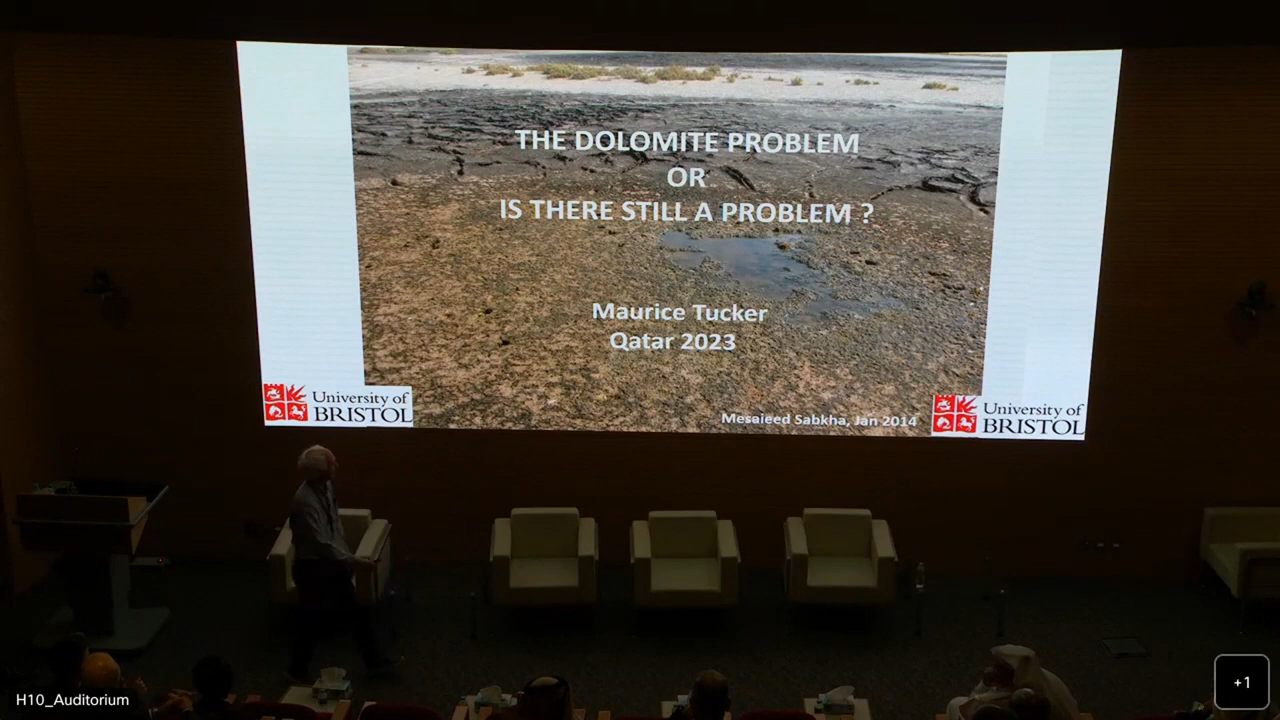 THE DOLOMITE PROBLEM
OR
IS THERE STILL A PROBLEM ?
Maurice Tucker
Qatar 2023
Mesaieed Sabkha, Jan 2014
University of
BRISTOL
University of
BRISTOL
H10_Auditorium
+1